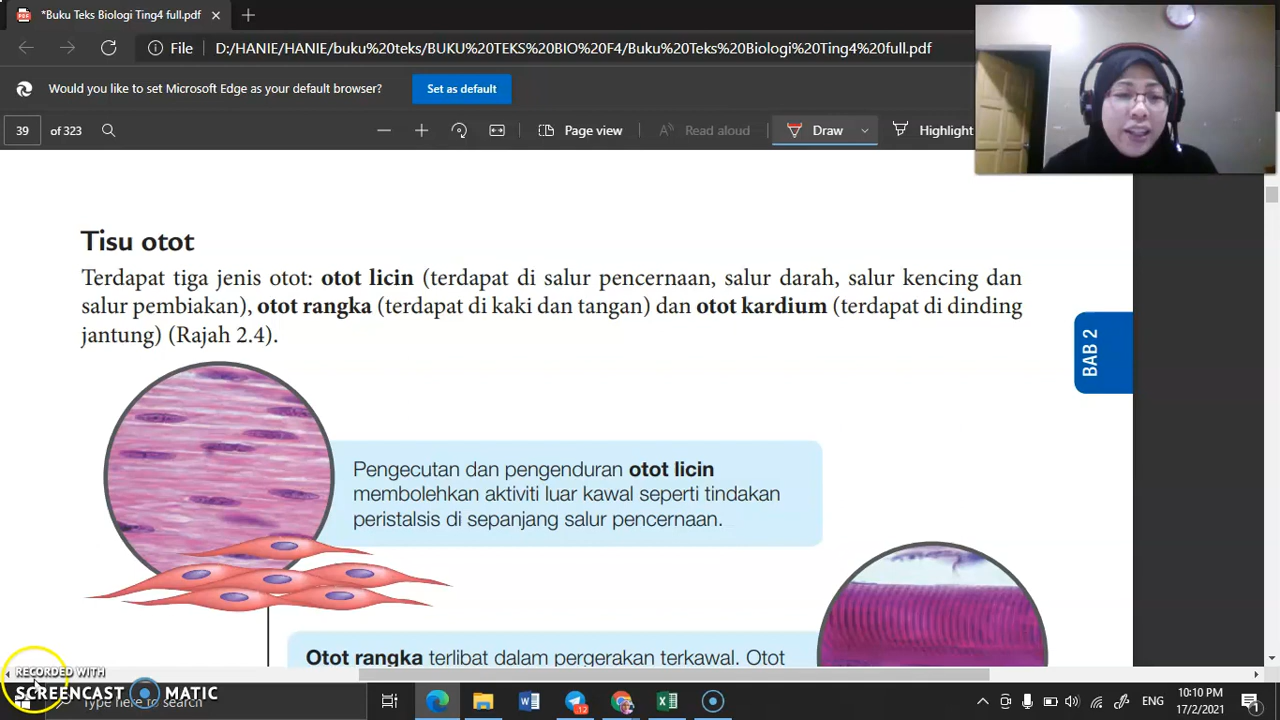 *Buku Teks Biologi Ting4 full.pdf
File
D:/HANIE/HANIE/buku%20teks/BUKU%20TEKS%20BIO%20F4/Buku%20Teks%20Biologi%20Ting4%20full.pdf
Would you like to set Microsoft Edge as your default browser?
Set as default
39 of 323
Page view
Read aloud
Draw
Highlight
Tisu otot
Terdapat tiga jenis otot: otot licin (terdapat di salur pencernaan, salur darah, salur kencing dan
salur pembiakan), otot rangka (terdapat di kaki dan tangan) dan otot kardium (terdapat di dinding
jantung) (Rajah 2.4).
BAB 2
Pengecutan dan pengenduran otot licin
membolehkan aktiviti luar kawal seperti tindakan
peristalsis di sepanjang salur pencernaan.
Otot rangka terlibat dalam pergerakan terkawal. Otot
RECORDED WITH
SCREENCAST MATIC
Type here to search
12
ENG
10:10 PM
17/2/2021
1